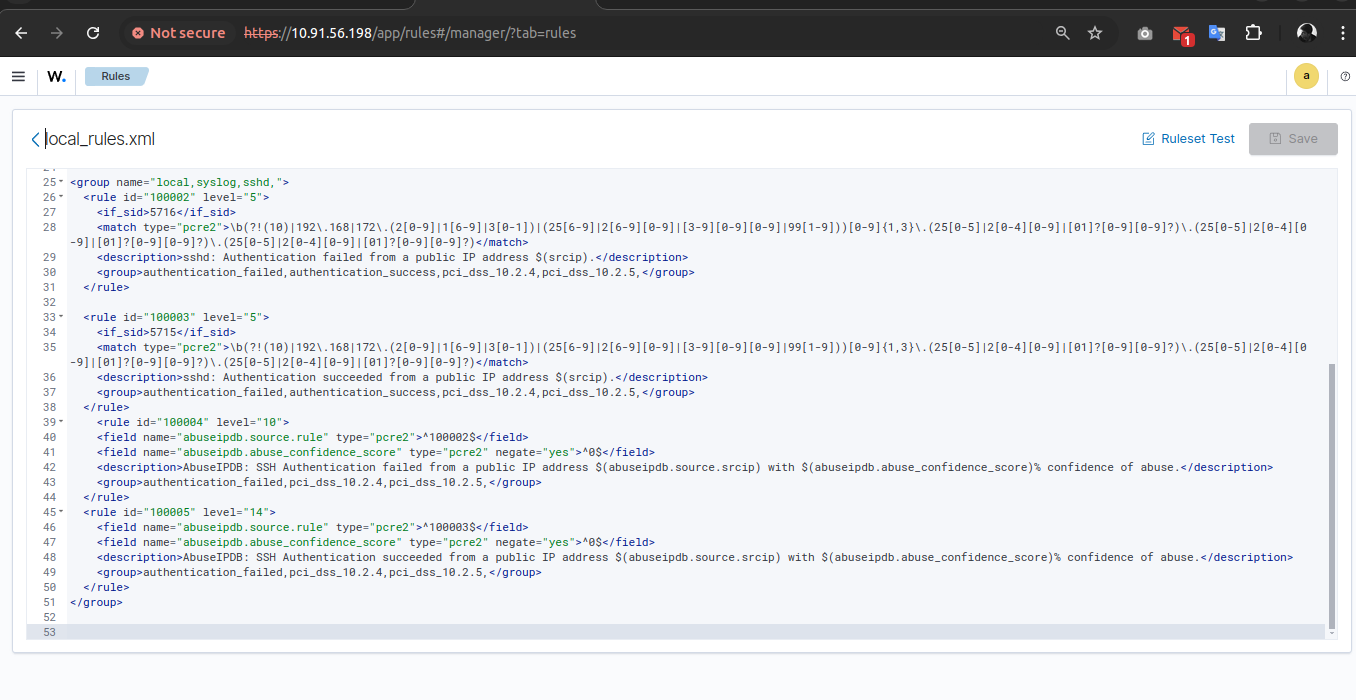 Not secure https://10.91.56.198/app/rules#/manager/?tab=rules 1
W. Rules a
local_rules.xml Ruleset Test Save
25 <group name="local,syslog,sshd,">
26 <rule id="100002" level="5">
27 <if_sid>5716</if_sid>
28 <match type="pcre2">\b(?!(10)|192\.168|172\.(2[0-9]|1[6-9]|3[0-1])|(25[6-9]|2[6-9][0-9]|[3-9][0-9][0-9]|99[1-9]))[0-9]{1,3}\.(25[0-5]|2[0-4][0-9]|[01]?[0-9][0-9]?)\.(25[0-5]|2[0-4][0
-9]|[01]?[0-9][0-9]?)\.(25[0-5]|2[0-4][0-9]|[01]?[0-9][0-9]?)</match>
29 <description>sshd: Authentication failed from a public IP address $(srcip).</description>
30 <group>authentication_failed,authentication_success,pci_dss_10.2.4,pci_dss_10.2.5,</group>
31 </rule>
32
33 <rule id="100003" level="5">
34 <if_sid>5715</if_sid>
35 <match type="pcre2">\b(?!(10)|192\.168|172\.(2[0-9]|1[6-9]|3[0-1])|(25[6-9]|2[6-9][0-9]|[3-9][0-9][0-9]|99[1-9]))[0-9]{1,3}\.(25[0-5]|2[0-4][0-9]|[01]?[0-9][0-9]?)\.(25[0-5]|2[0-4][0
-9]|[01]?[0-9][0-9]?)\.(25[0-5]|2[0-4][0-9]|[01]?[0-9][0-9]?)</match>
36 <description>sshd: Authentication succeeded from a public IP address $(srcip).</description>
37 <group>authentication_failed,authentication_success,pci_dss_10.2.4,pci_dss_10.2.5,</group>
38 </rule>
39 <rule id="100004" level="10">
40 <field name="abuseipdb.source.rule" type="pcre2">^100002$</field>
41 <field name="abuseipdb.abuse_confidence_score" type="pcre2" negate="yes">^0$</field>
42 <description>AbuseIPDB: SSH Authentication failed from a public IP address $(abuseipdb.source.srcip) with $(abuseipdb.abuse_confidence_score)% confidence of abuse.</description>
43 <group>authentication_failed,pci_dss_10.2.4,pci_dss_10.2.5,</group>
44 </rule>
45 <rule id="100005" level="14">
46 <field name="abuseipdb.source.rule" type="pcre2">^100003$</field>
47 <field name="abuseipdb.abuse_confidence_score" type="pcre2" negate="yes">^0$</field>
48 <description>AbuseIPDB: SSH Authentication succeeded from a public IP address $(abuseipdb.source.srcip) with $(abuseipdb.abuse_confidence_score)% confidence of abuse.</description>
49 <group>authentication_failed,pci_dss_10.2.4,pci_dss_10.2.5,</group>
50 </rule>
51 </group>
52
53